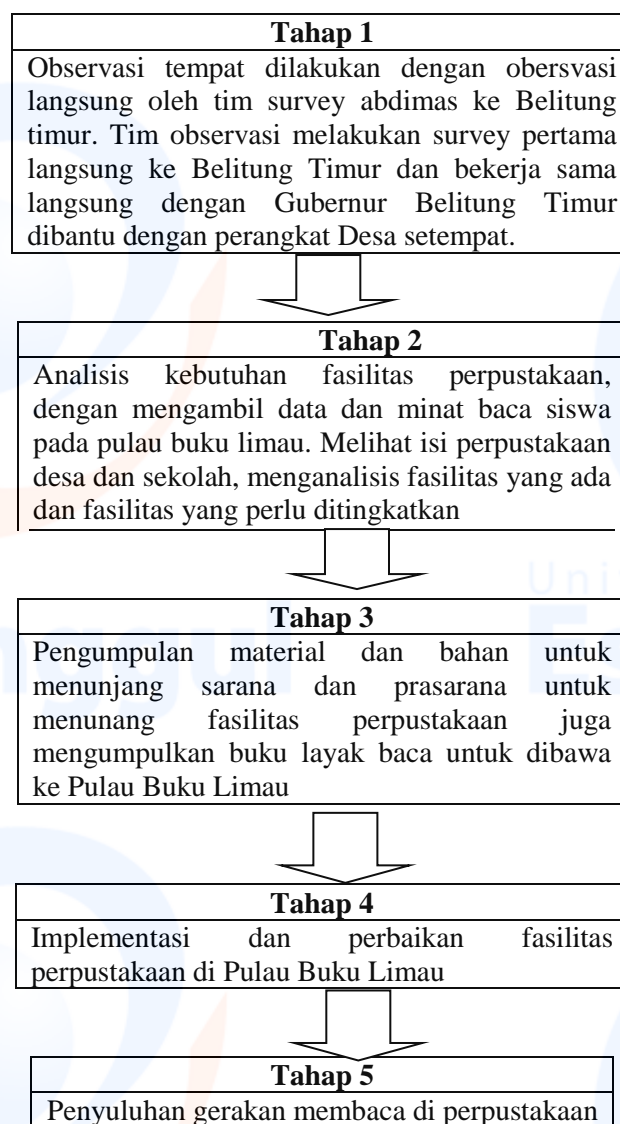 Tahap 1
Observasi tempat dilakukan dengan obersvasi
langsung oleh tim survey abdimas ke Belitung
timur. Tim observasi melakukan survey pertama
langsung ke Belitung Timur dan bekerja sama
langsung dengan Gubernur Belitung Timur
dibantu dengan perangkat Desa setempat.
Tahap 2
Analisis kebutuhan fasilitas perpustakaan,
dengan mengambil data dan minat baca siswa
pada pulau buku limau. Melihat isi perpustakaan
desa dan sekolah, menganalisis fasilitas yang ada
dan fasilitas yang perlu ditingkatkan
Tahap 3
Pengumpulan material dan bahan untuk
menunjang sarana dan prasarana untuk
menunang fasilitas perpustakaan juga
mengumpulkan buku layak baca untuk dibawa
ke Pulau Buku Limau
Tahap 4
Implementasi dan perbaikan fasilitas
perpustakaan di Pulau Buku Limau
Tahap 5
Penyuluhan gerakan membaca di perpustakaan